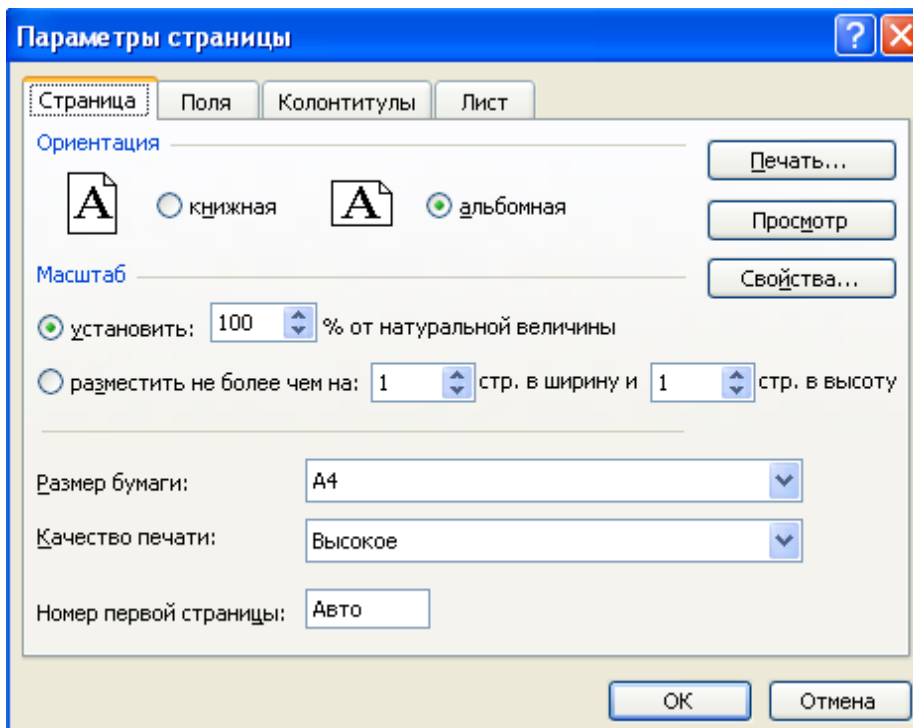 Параметры страницы
Страница Поля Колонтитулы Лист
Ориентация
Печать...
A книжная A альбомная
Просмотр
Масштаб
Свойства...
установить: 100 % от натуральной величины
разместить не более чем на: 1 стр. в ширину и 1 стр. в высоту
Размер бумаги: A4
Качество печати: Высокое
Номер первой страницы: Авто
ОК Отмена